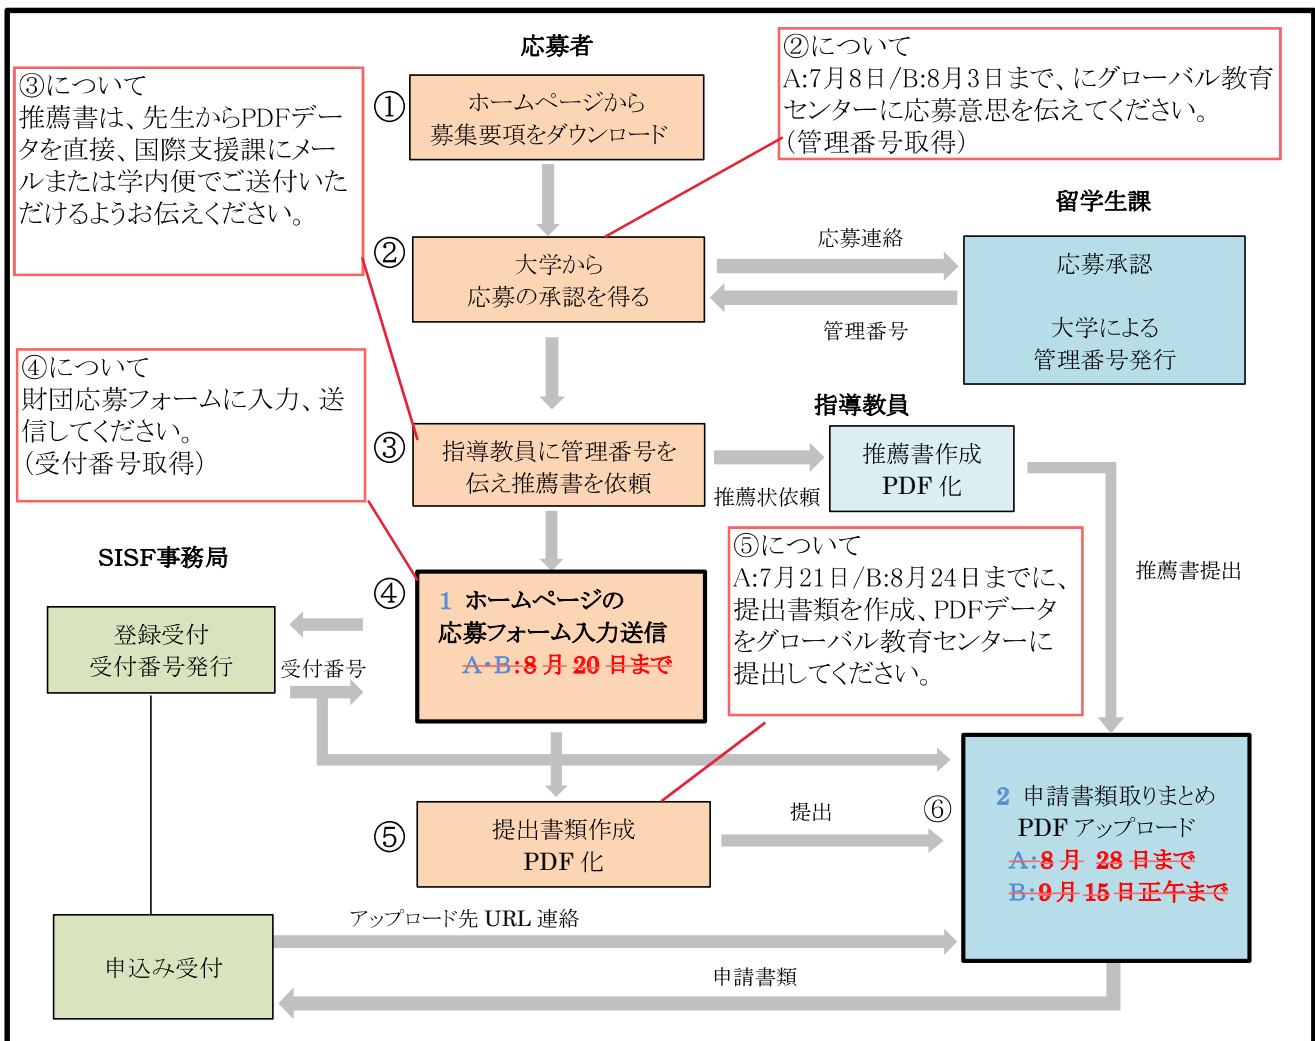 応募者
①
ホームページから
募集要項をダウンロード
②について
A:7月8日/B:8月3日まで、にグローバル教育
センターに応募意思を伝えてください。
(管理番号取得)
③について
推薦書は、先生からPDFデー
タを直接、国際支援課にメー
ルまたは学内便でご送付いた
だけるようお伝えください。
留学生課
②
大学から
応募の承認を得る
応募連絡
管理番号
応募承認
大学による
管理番号発行
④について
財団応募フォームに入力、送
信してください。
(受付番号取得)
③
指導教員に管理番号を
伝え推薦書を依頼
推薦状依頼
指導教員
推薦書作成
PDF 化
推薦書提出
⑤について
A:7月21日/B:8月24日までに、
提出書類を作成、PDFデータ
をグローバル教育センターに
提出してください。
SISF事務局
登録受付
受付番号発行
受付番号
④
1 ホームページの
応募フォーム入力送信
A・B:8 月 20 日まで
⑤
提出書類作成
PDF 化
提出
⑥
2 申請書類取りまとめ
PDF アップロード
A:8 月 28 日まで
B:9 月 15 日正午まで
アップロード先 URL 連絡
申込み受付
申請書類